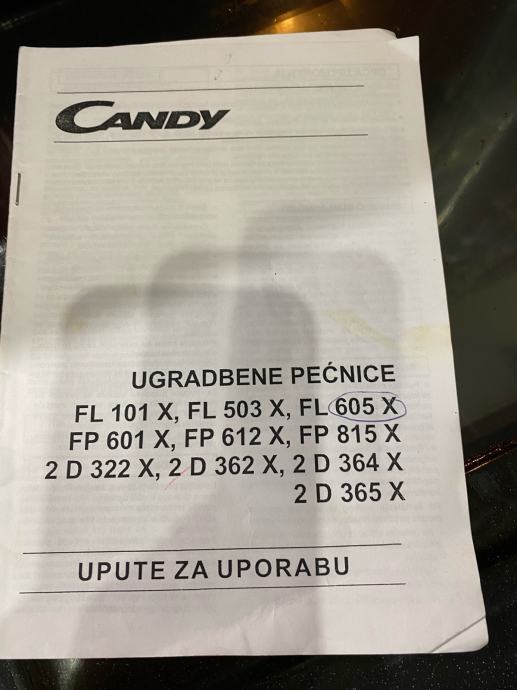 CANDY
UGRADBENE PEĆNICE
FL 101 X, FL 503 X, FL 605 X
FP 601 X, FP 612 X, FP 815 X
2 D 322 X, 2 D 362 X, 2 D 364 X
2 D 365 X
UPUTE ZA UPORABU